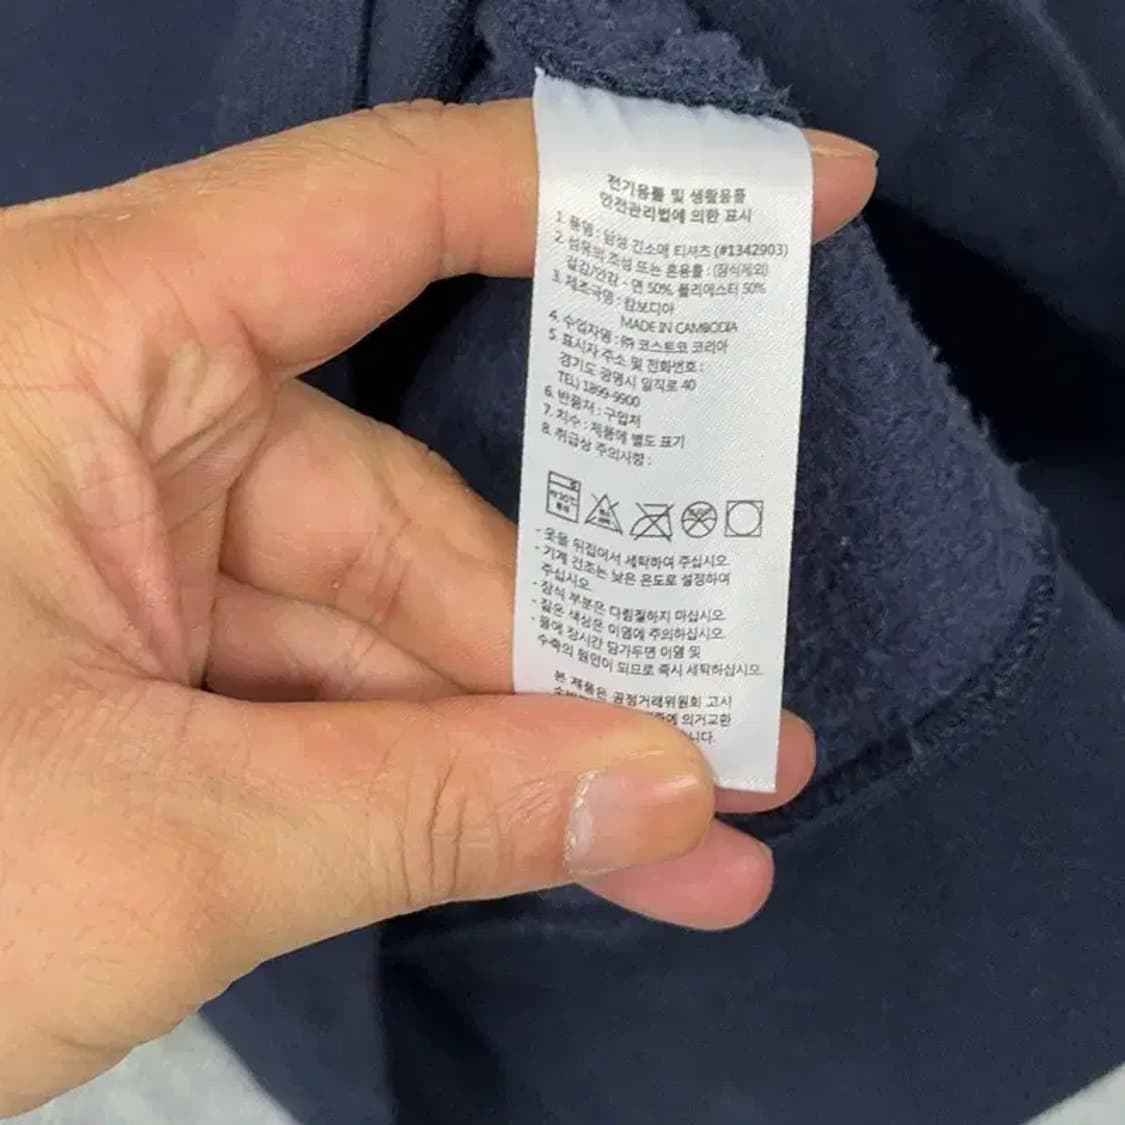 전기용품 및 생활용품
안전관리법에 의한 표시
1. 품명 : 남성 긴소매 티셔츠 (#1342903)
2. 섬유의 조성 또는 혼용률 : (장식제외)
겉감/안감 - 면 50% 폴리에스터 50%
3. 제조국명 : 캄보디아
MADE IN CAMBODIA
4. 수입자명 : ㈜ 코스트코 코리아
5. 표시자 주소 및 전화번호 :
경기도 광명시 일직로 40
TEL) 1899-9900
6. 반품처 : 구입처
7. 치수 : 제품에 별도 표기
8. 취급상 주의사항 :
약30℃
중성
- 옷을 뒤집어서 세탁하여 주십시오.
- 기계 건조는 낮은 온도로 설정하여
주십시오.
- 장식 부분은 다림질하지 마십시오.
- 짙은 색상은 이염에 주의하십시오.
- 물에 장시간 담가두면 이염 및
수축의 원인이 되므로 즉시 세탁하십시오.
본 제품은 공정거래위원회 고시
의거교환
니다.